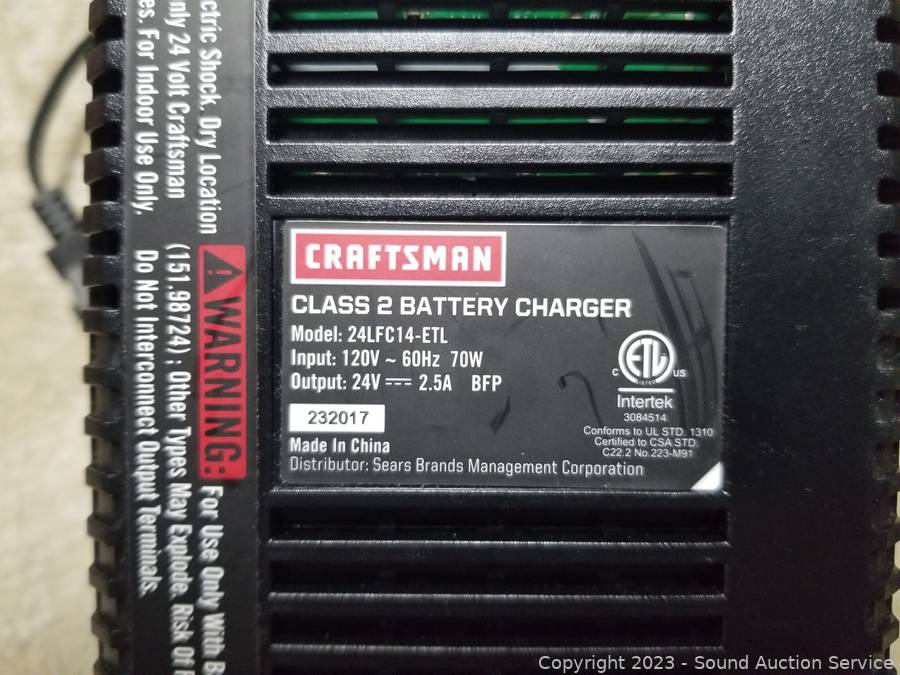 CRAFTSMAN
CLASS 2 BATTERY CHARGER
Model: 24LFC14-ETL
Input: 120V ~ 60Hz 70W
Output: 24V 2.5A BFP
232017
Made In China
Distributor: Sears Brands Management Corporation
C ETL US
LISTED
Intertek
3084514
Conforms to UL STD. 1310
Certified to CSA STD.
C22.2 No.223-M91
WARNING: For Use Only With
Shock. Dry Location
24 Volt Craftsman
(151.98724); Other Types May Explode. Risk Of
For Indoor Use Only.
Do Not Interconnect Output Terminals.
Copyright 2023 - Sound Auction Service